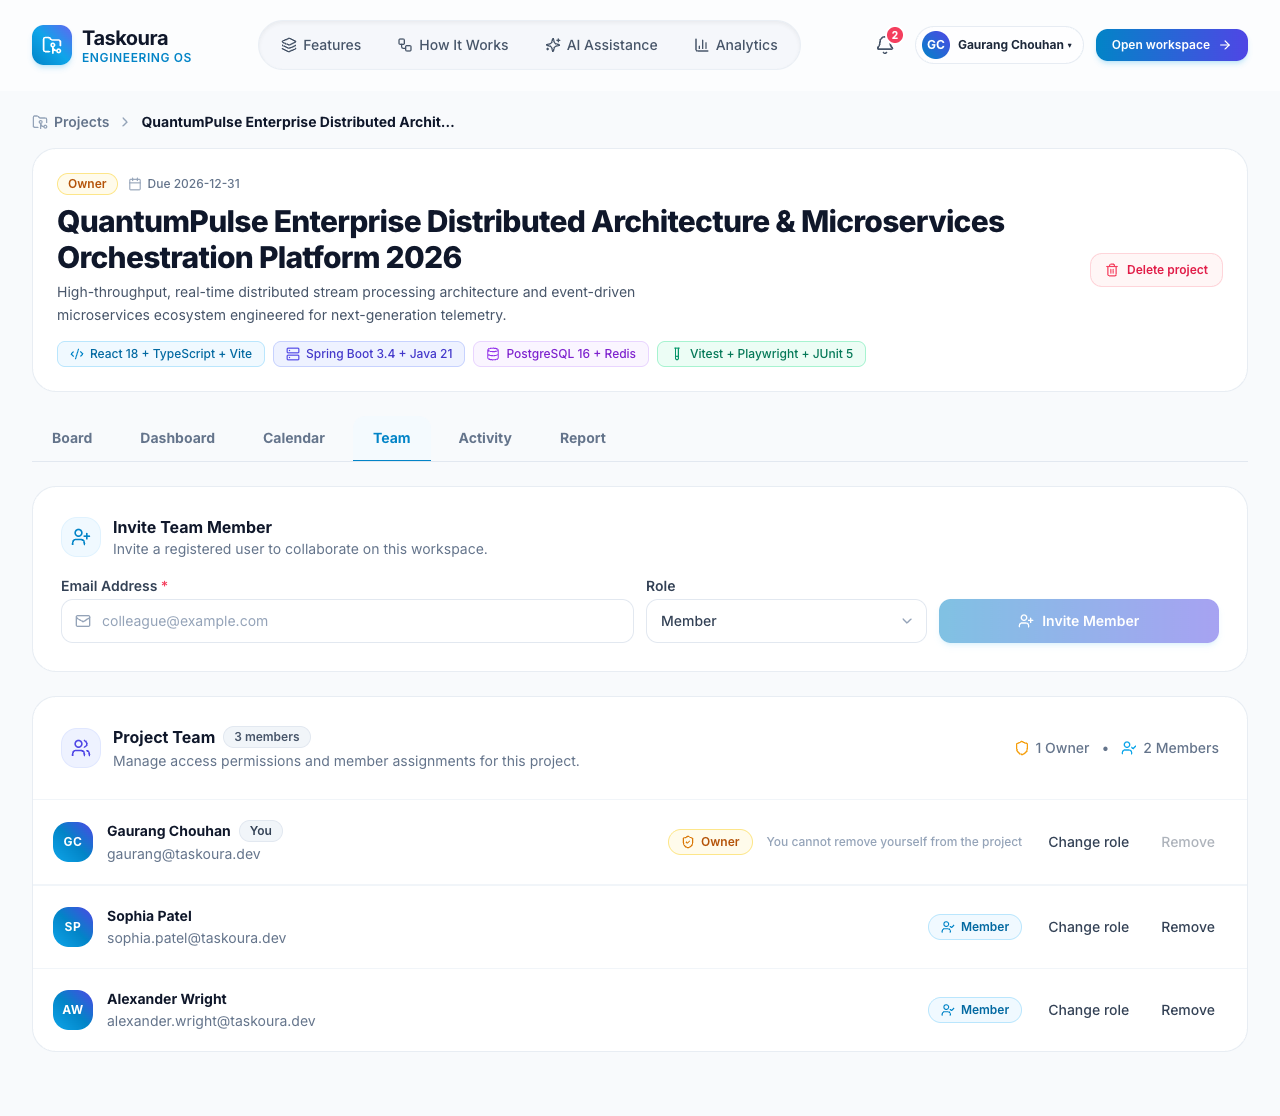 Taskoura
ENGINEERING OS
Features
How It Works
AI Assistance
Analytics
2
GC
Gaurang Chouhan
Open workspace
Projects
QuantumPulse Enterprise Distributed Archit...
Owner
Due 2026-12-31
QuantumPulse Enterprise Distributed Architecture & Microservices
Orchestration Platform 2026
High-throughput, real-time distributed stream processing architecture and event-driven
microservices ecosystem engineered for next-generation telemetry.
Delete project
React 18 + TypeScript + Vite
Spring Boot 3.4 + Java 21
PostgreSQL 16 + Redis
Vitest + Playwright + JUnit 5
Board
Dashboard
Calendar
Team
Activity
Report
Invite Team Member
Invite a registered user to collaborate on this workspace.
Email Address *
colleague@example.com
Role
Member
Invite Member
Project Team
3 members
Manage access permissions and member assignments for this project.
1 Owner • 2 Members
GC
Gaurang Chouhan
You
gaurang@taskoura.dev
Owner
You cannot remove yourself from the project
Change role
Remove
SP
Sophia Patel
sophia.patel@taskoura.dev
Member
Change role
Remove
AW
Alexander Wright
alexander.wright@taskoura.dev
Member
Change role
Remove